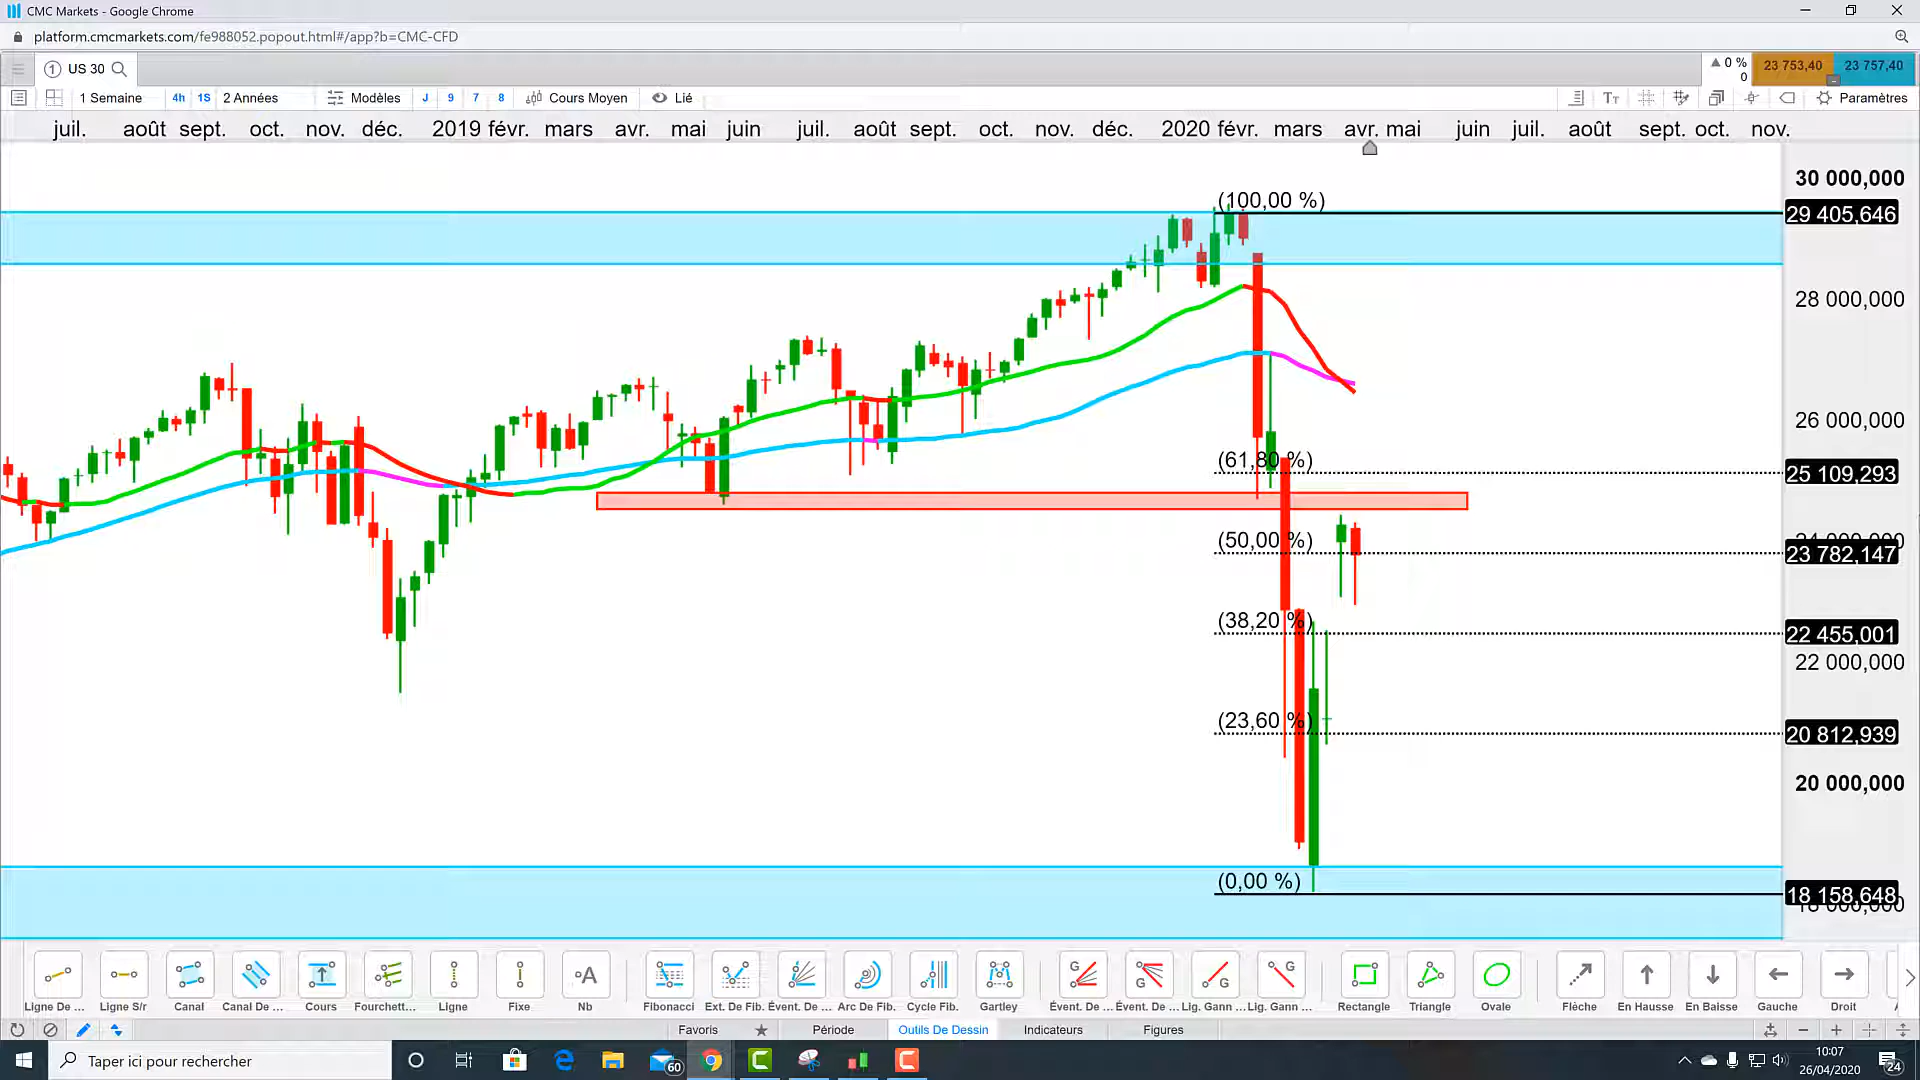 CMC Markets - Google Chrome
platform.cmcmarkets.com/fe988052.popout.html#/app?b=CMC-CFD
1 US 30
0 %
0
23 753,40
23 757,40
1 Semaine 4h 1S 2 Années Modèles J 9 7 8 Cours Moyen Lié Paramètres
juil. août sept. oct. nov. déc. 2019 févr. mars avr. mai juin juil. août sept. oct. nov. déc. 2020 févr. mars avr. mai juin juil. août sept. oct. nov.
30 000,000
(100,00 %)
29 405,646
28 000,000
26 000,000
(61,80 %)
25 109,293
(50,00 %)
24 000,000
23 782,147
(38,20 %)
22 455,001
22 000,000
(23,60 %)
20 812,939
20 000,000
(0,00 %)
18 158,648
18 000,000
G G G G
A
Ligne De ... Ligne S/r Canal Canal De ... Cours Fourchett... Ligne Fixe Nb Fibonacci Ext. De Fib. Évent. De ... Arc De Fib. Cycle Fib. Gartley Évent. De ... Évent. De ... Lig. Gann ... Lig. Gann ... Rectangle Triangle Ovale Flèche En Hausse En Baisse Gauche Droit
Favoris Période Outils De Dessin Indicateurs Figures
Taper ici pour rechercher
60
10:07
26/04/2020
24